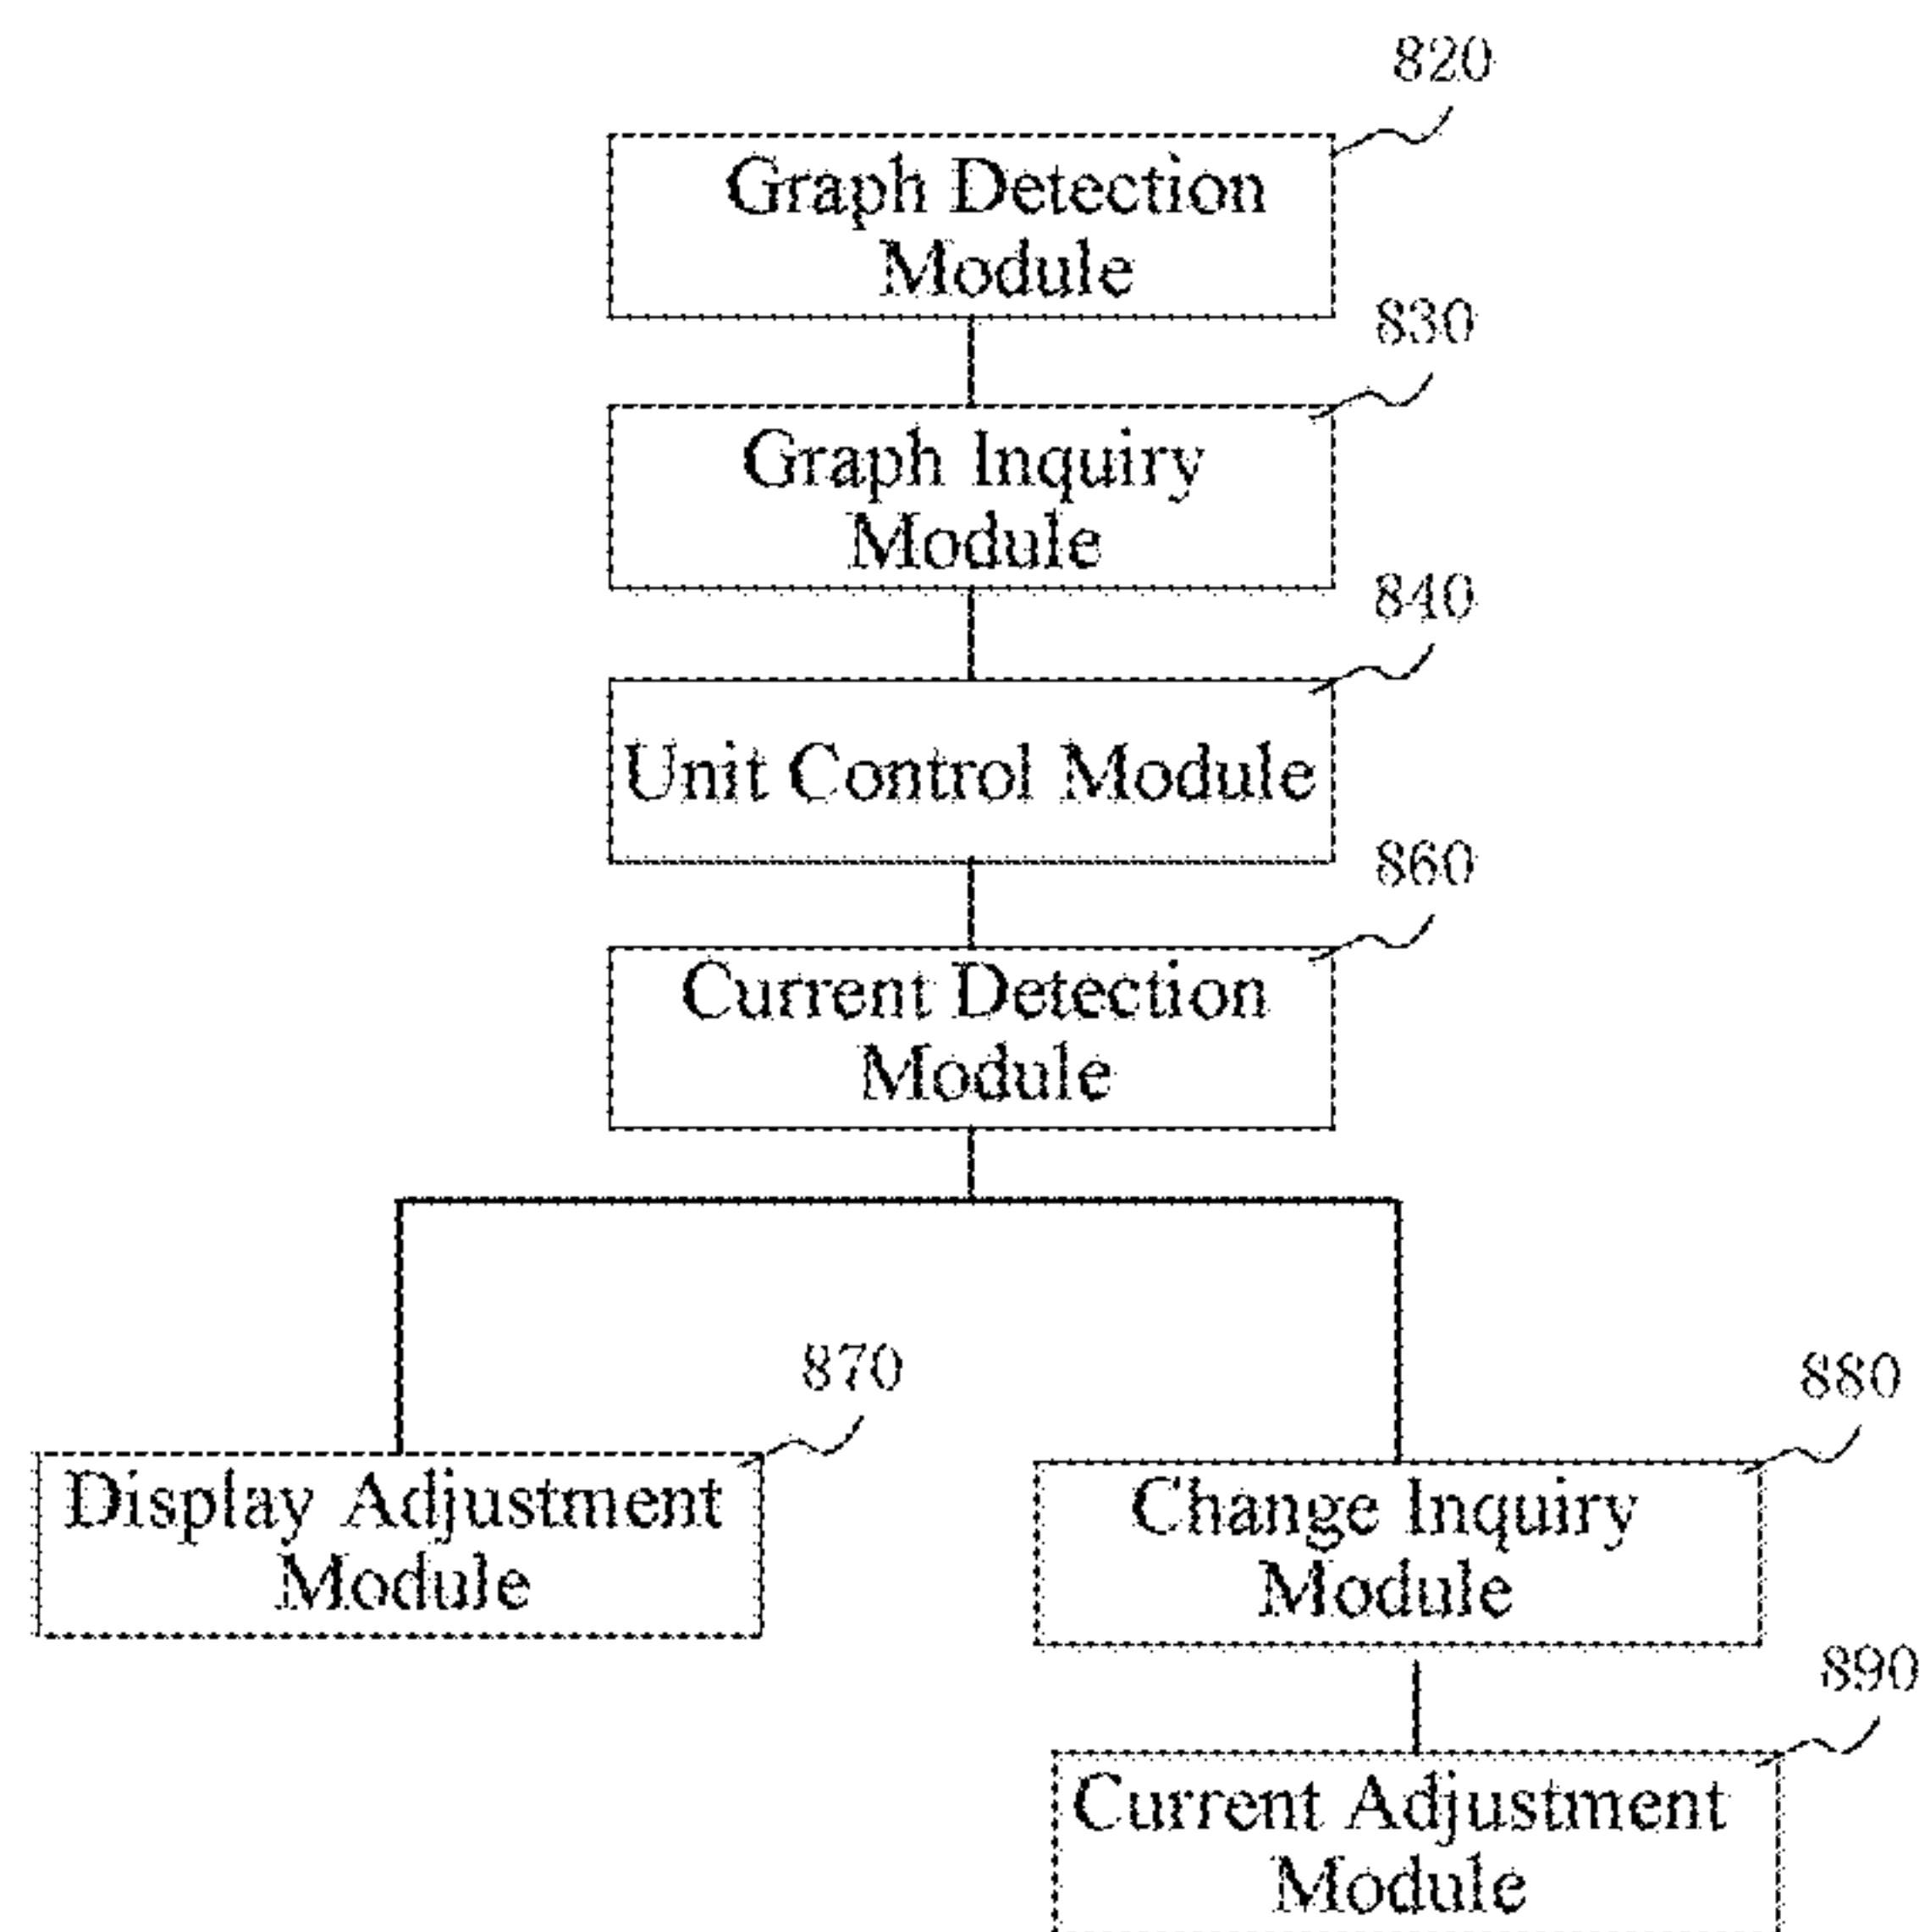 820
Graph Detection
Module
830
Graph Inquiry
Module
840
Unit Control Module
860
Current Detection
Module
870
Display Adjustment
Module
880
Change Inquiry
Module
890
Current Adjustment
Module